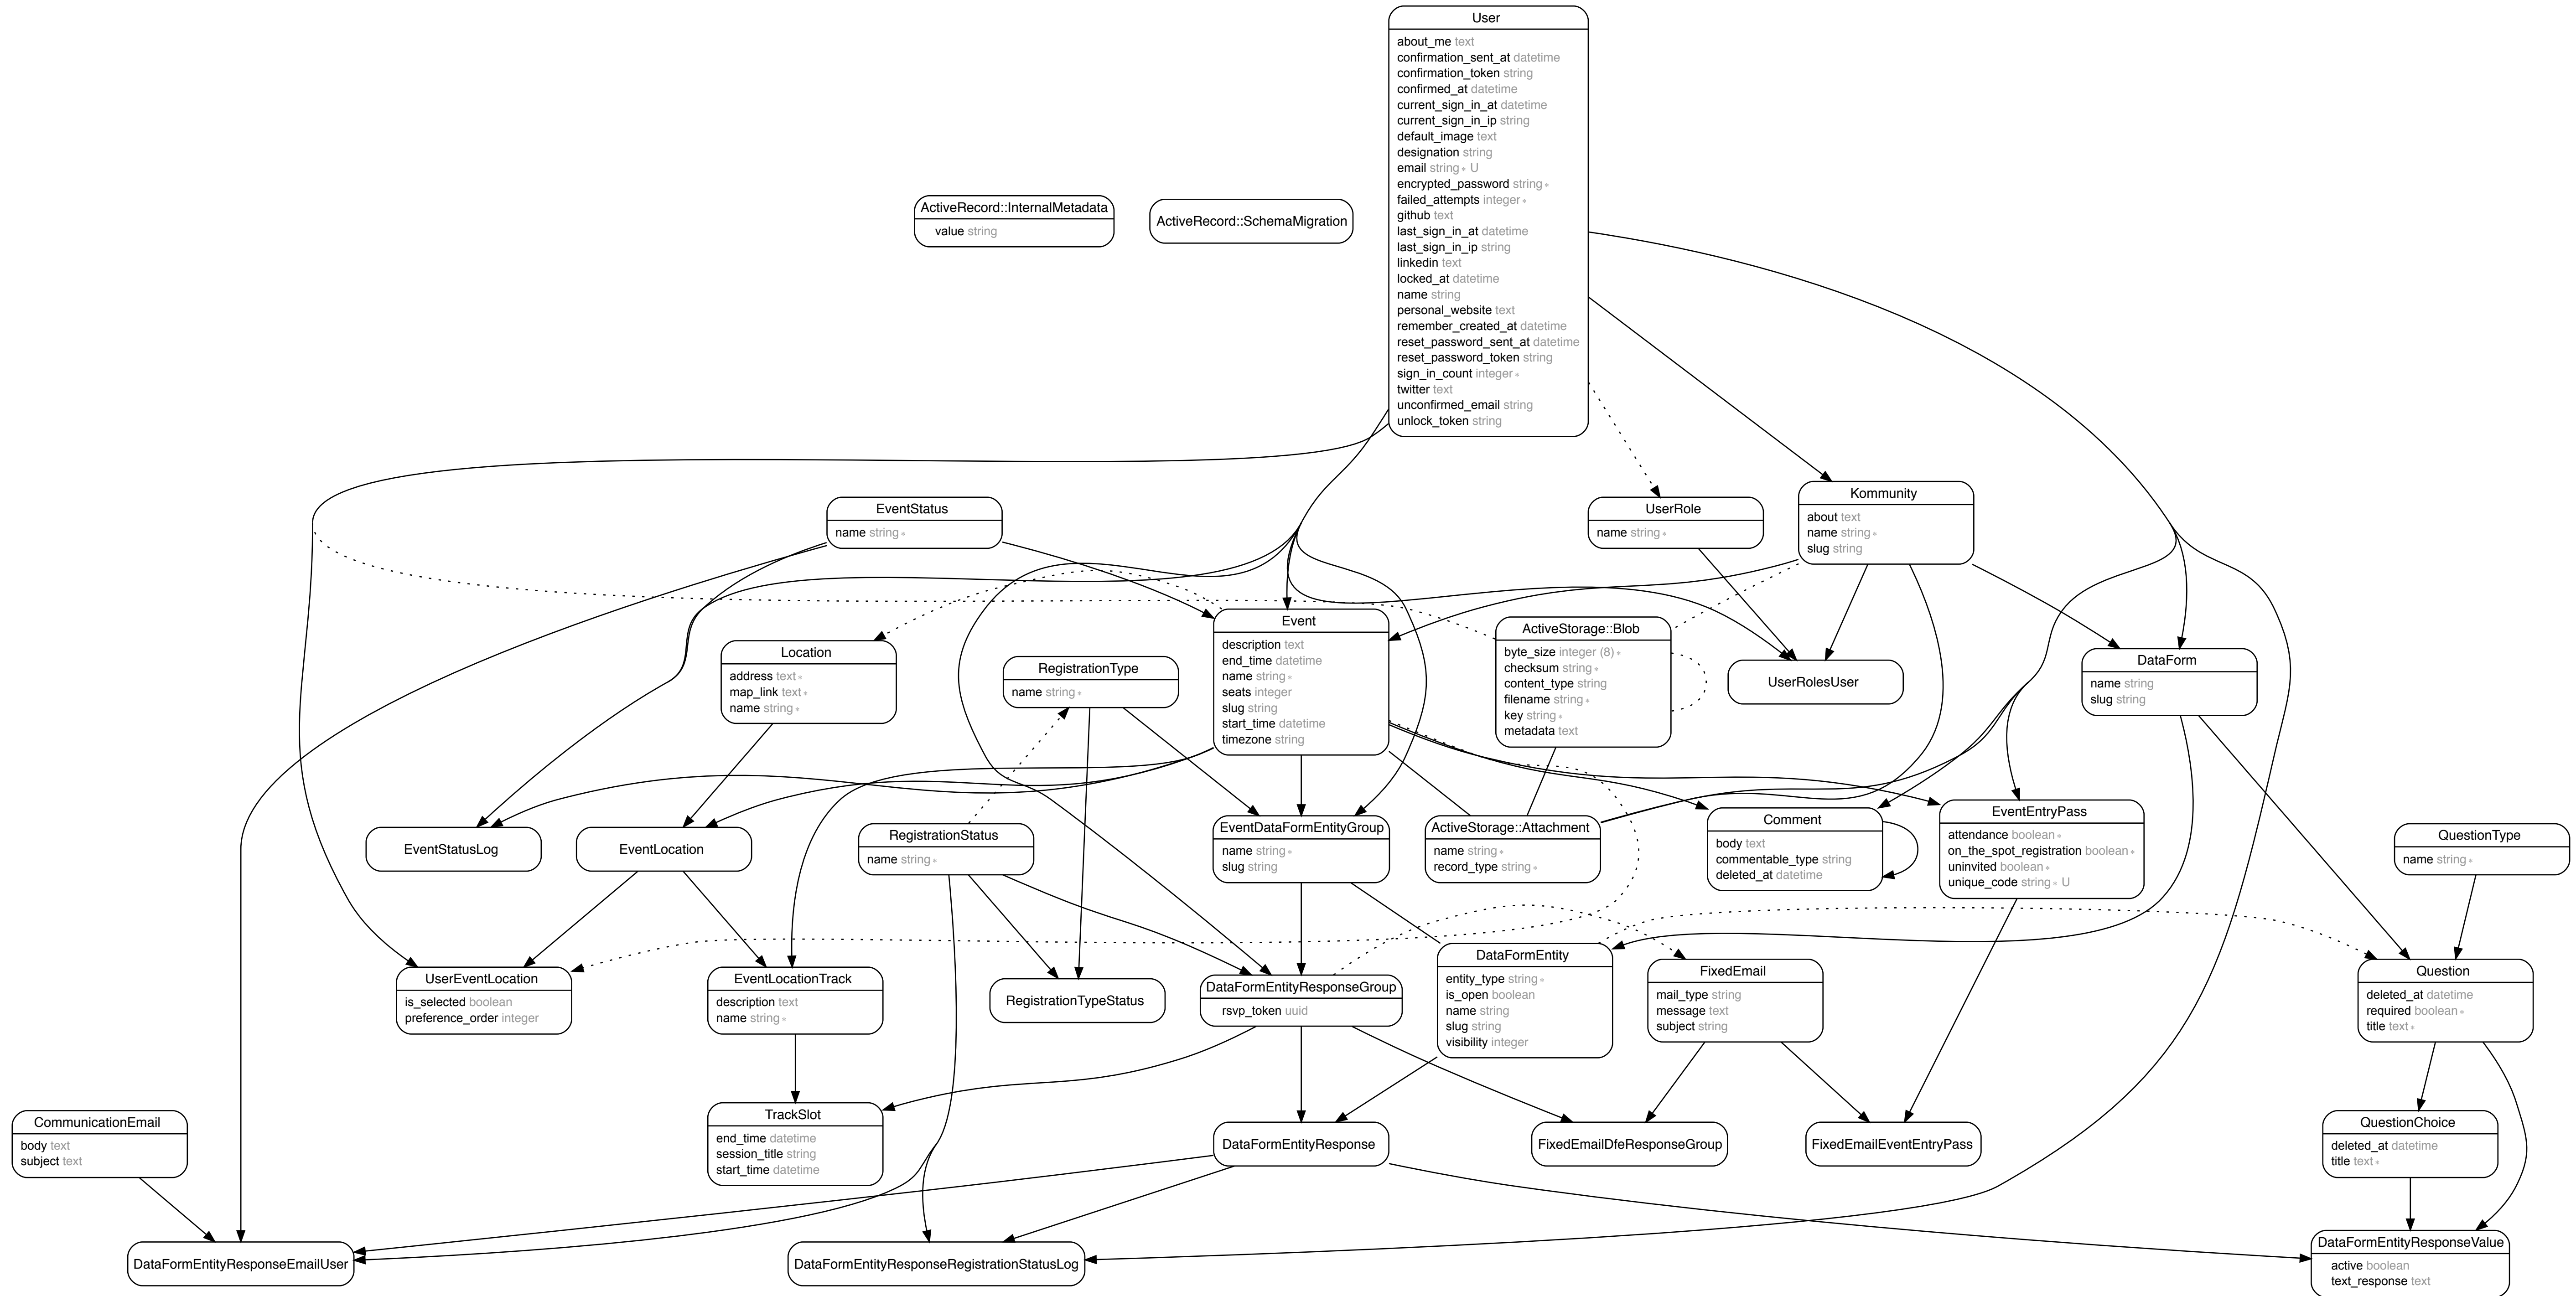 User
about_me text
confirmation_sent_at datetime
confirmation_token string
confirmed_at datetime
current_sign_in_at datetime
current_sign_in_ip string
default_image text
designation string
email string∗ U
encrypted_password string∗
failed_attempts integer∗
github text
last_sign_in_at datetime
last_sign_in_ip string
linkedin text
locked_at datetime
name string
personal_website text
remember_created_at datetime
reset_password_sent_at datetime
reset_password_token string
sign_in_count integer∗
twitter text
unconfirmed_email string
unlock_token string
ActiveRecord::InternalMetadata
value string
ActiveRecord::SchemaMigration
EventStatus
name string∗
UserRole
name string∗
Kommunity
about text
name string∗
slug string
Location
address text∗
map_link text∗
name string∗
RegistrationType
name string∗
Event
description text
end_time datetime
name string∗
seats integer
slug string
start_time datetime
timezone string
ActiveStorage::Blob
byte_size integer (8)∗
checksum string∗
content_type string
filename string∗
key string∗
metadata text
UserRolesUser
DataForm
name string
slug string
EventStatusLog
EventLocation
RegistrationStatus
name string∗
EventDataFormEntityGroup
name string∗
slug string
ActiveStorage::Attachment
name string∗
record_type string∗
Comment
body text
commentable_type string
deleted_at datetime
EventEntryPass
attendance boolean∗
on_the_spot_registration boolean∗
uninvited boolean∗
unique_code string∗ U
QuestionType
name string∗
UserEventLocation
is_selected boolean
preference_order integer
EventLocationTrack
description text
name string∗
RegistrationTypeStatus
DataFormEntityResponseGroup
rsvp_token uuid
DataFormEntity
entity_type string∗
is_open boolean
name string
slug string
visibility integer
FixedEmail
mail_type string
message text
subject string
Question
deleted_at datetime
required boolean∗
title text∗
CommunicationEmail
body text
subject text
TrackSlot
end_time datetime
session_title string
start_time datetime
DataFormEntityResponse
FixedEmailDfeResponseGroup
FixedEmailEventEntryPass
QuestionChoice
deleted_at datetime
title text∗
DataFormEntityResponseEmailUser
DataFormEntityResponseRegistrationStatusLog
DataFormEntityResponseValue
active boolean
text_response text